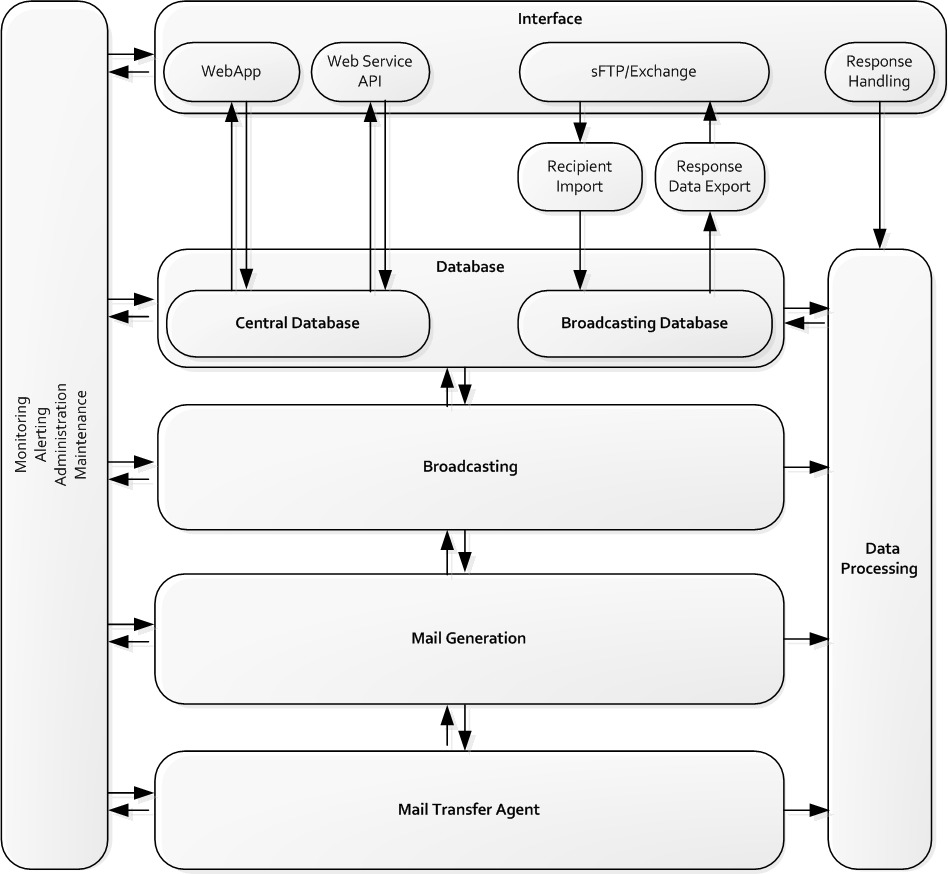 Interface
WebApp
Web Service
API
sFTP/Exchange
Response
Handling
Recipient
Import
Response
Data Export
Database
Central Database
Broadcasting Database
Monitoring
Alerting
Administration
Maintenance
Broadcasting
Data
Processing
Mail Generation
Mail Transfer Agent